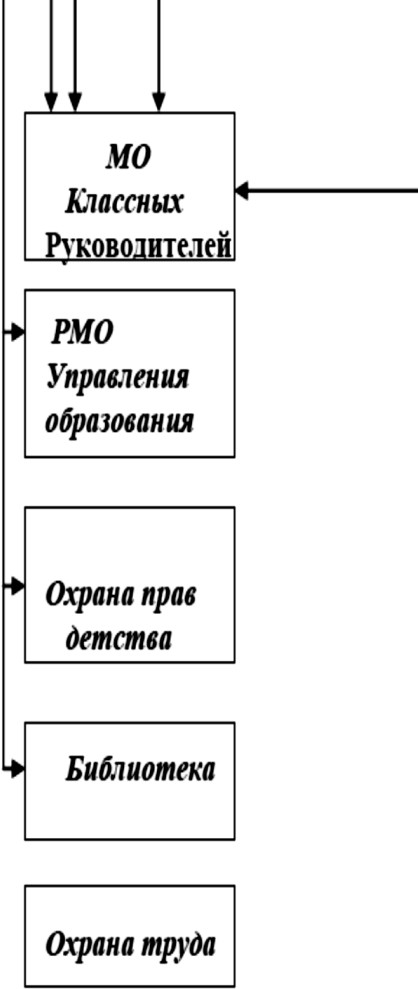 МО
Классных
Руководителей
РМО
Управления
образования
Охрана прав
детства
Библиотека
Охрана труда